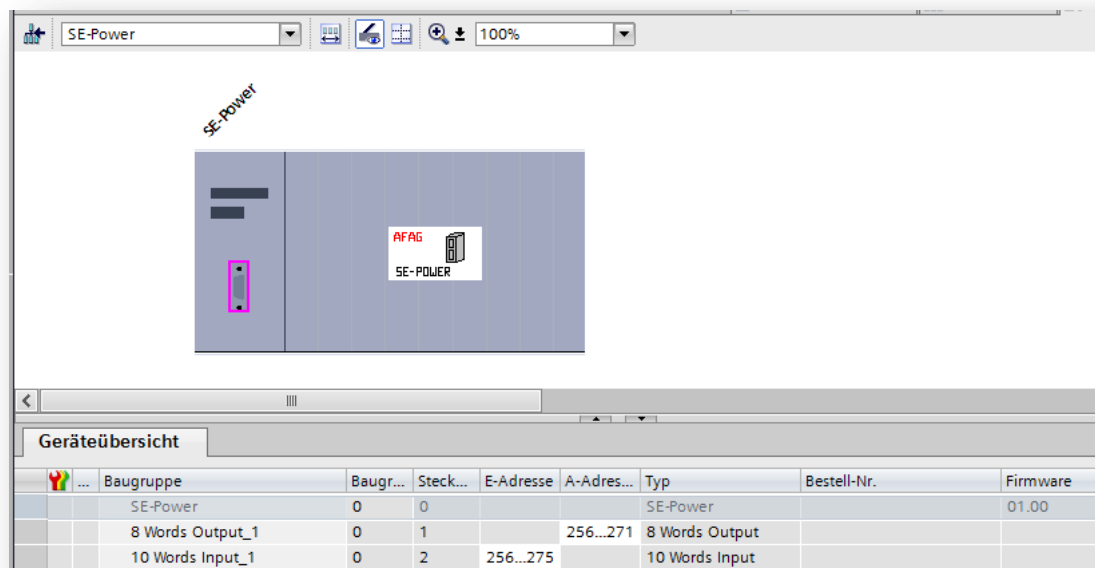 SE-Power 100%
SE-Power
AFAG
SE-POWER
Geräteübersicht
... Baugruppe Baugr... Steck... E-Adresse A-Adres... Typ Bestell-Nr. Firmware
SE-Power 0 0 SE-Power 01.00
8 Words Output_1 0 1 256...271 8 Words Output
10 Words Input_1 0 2 256...275 10 Words Input